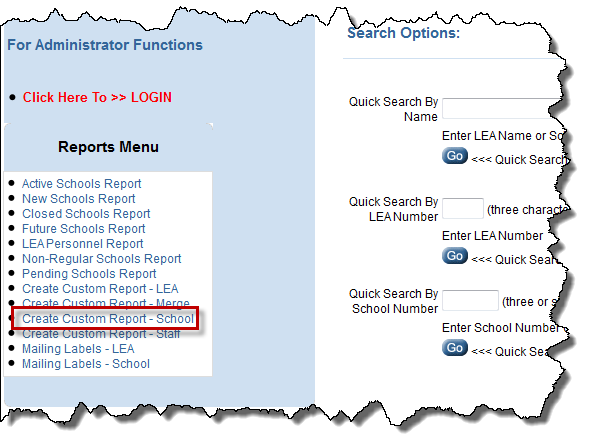 For Administrator Functions
Click Here To >> LOGIN
Reports Menu
Active Schools Report
New Schools Report
Closed Schools Report
Future Schools Report
LEA Personnel Report
Non-Regular Schools Report
Pending Schools Report
Create Custom Report - LEA
Create Custom Report - Merge
Create Custom Report - School
Create Custom Report - Staff
Mailing Labels - LEA
Mailing Labels - School
Search Options:
Quick Search By
Name
Enter LEA Name or
Go <<< Quick Search
Quick Search By
LEA Number
(three
Enter LEA Number
Go <<< Quick
Quick Search By
School Number
(three or
Enter School Number
Go <<< Quick